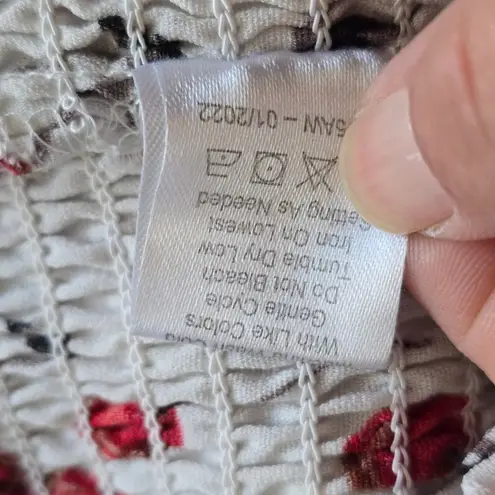 With Like Colors
Gentle Cycle
Do Not Bleach
Tumble Dry Low
Iron On Lowest
Setting As Needed
6AW – 01/2022